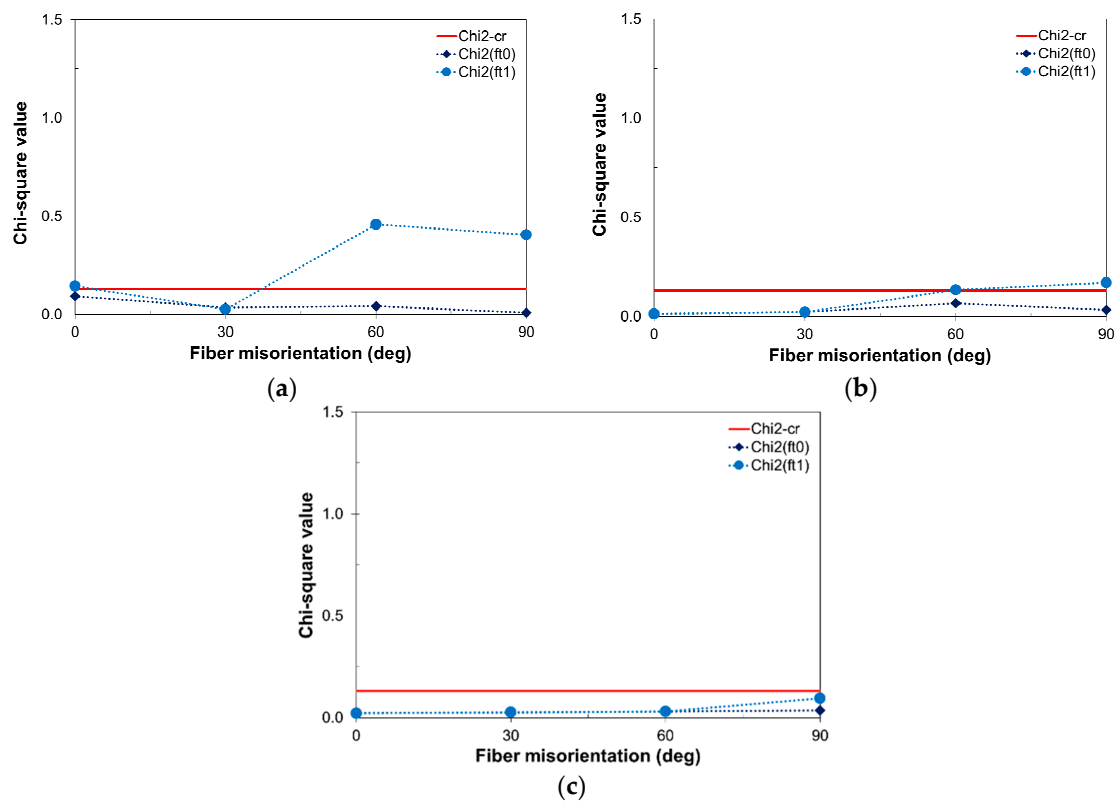 1.5
Chi2-cr
Chi2(ft0)
Chi2(ft1)
1.0
Chi-square value
0.5
0.0
0 30 60 90
Fiber misorientation (deg)
(a)
1.5
Chi2-cr
Chi2(ft0)
Chi2(ft1)
1.0
Chi-square value
0.5
0.0
0 30 60 90
Fiber misorientation (deg)
(b)
1.5
Chi2-cr
Chi2(ft0)
Chi2(ft1)
1.0
Chi-square value
0.5
0.0
0 30 60 90
Fiber misorientation (deg)
(c)